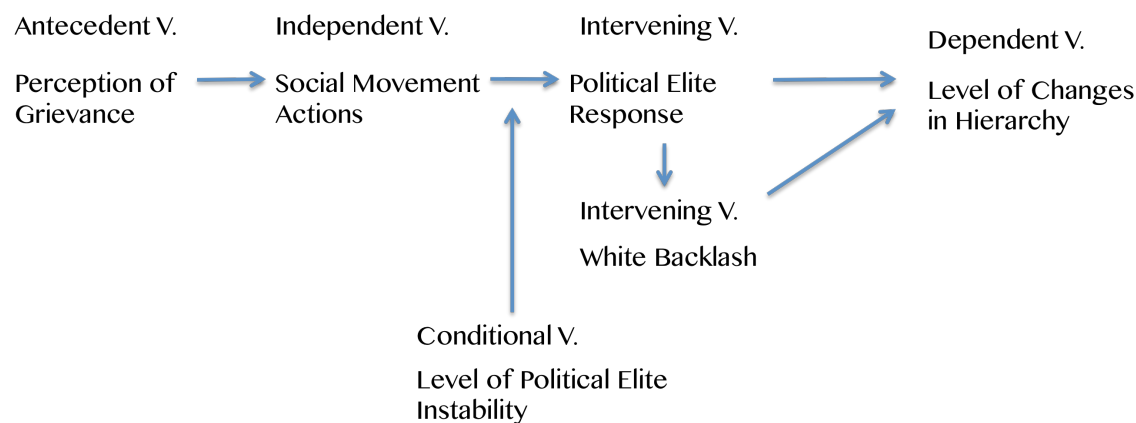 Antecedent V.
Perception of
Grievance
Independent V.
Social Movement
Actions
Intervening V.
Political Elite
Response
Dependent V.
Level of Changes
in Hierarchy
Intervening V.
White Backlash
Conditional V.
Level of Political Elite
Instability